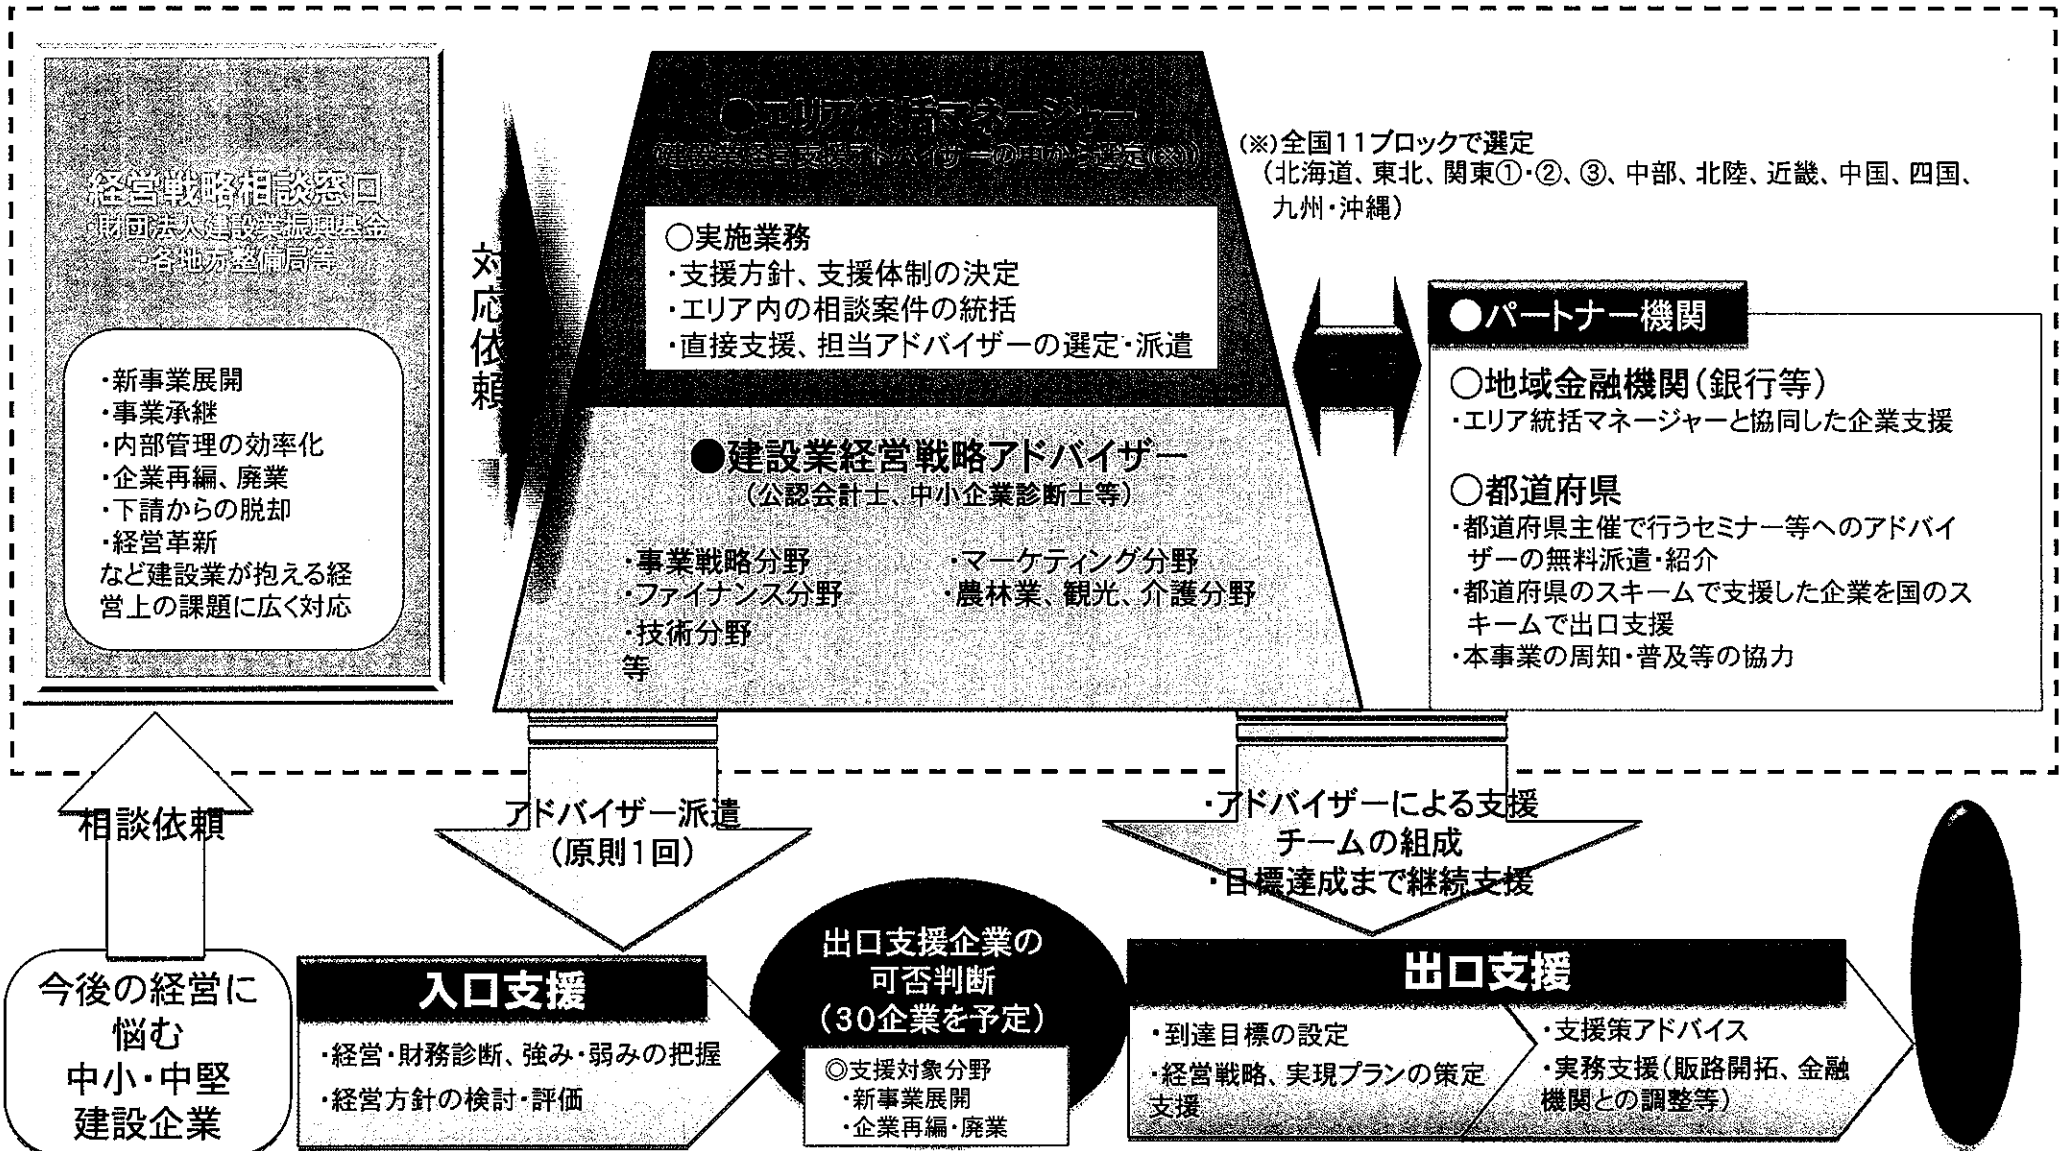 経営戦略相談窓口
・財団法人建設業振興基金
・各地方整備局等
・新事業展開
・事業承継
・内部管理の効率化
・企業再編、廃業
・下請からの脱却
・経営革新
など建設業が抱える経
営上の課題に広く対応
対応依頼
●エリア統括マネージャー
(建設業経営支援アドバイザーの中から選定(※))
○実施業務
・支援方針、支援体制の決定
・エリア内の相談案件の統括
・直接支援、担当アドバイザーの選定・派遣
●建設業経営戦略アドバイザー
(公認会計士、中小企業診断士等)
・事業戦略分野
・マーケティング分野
・ファイナンス分野
・農林業、観光、介護分野
・技術分野
等
(※)全国11ブロックで選定
(北海道、東北、関東①・②、③、中部、北陸、近畿、中国、四国、
九州・沖縄)
●パートナー機関
○地域金融機関(銀行等)
・エリア統括マネージャーと協同した企業支援
○都道府県
・都道府県主催で行うセミナー等へのアドバイ
ザーの無料派遣・紹介
・都道府県のスキームで支援した企業を国のス
キームで出口支援
・本事業の周知・普及等の協力
相談依頼
アドバイザー派遣
(原則1回)
・アドバイザーによる支援
チームの組成
・目標達成まで継続支援
今後の経営に
悩む
中小・中堅
建設企業
入口支援
・経営・財務診断、強み・弱みの把握
・経営方針の検討・評価
出口支援企業の
可否判断
(30企業を予定)
◎支援対象分野
・新事業展開
・企業再編・廃業
出口支援
・到達目標の設定
・経営戦略、実現プランの策定
支援
・支援策アドバイス
・実務支援(販路開拓、金融
機関との調整等)